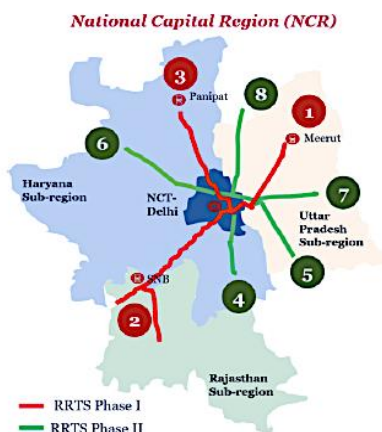 National Capital Region (NCR)
3
Panipat
8
1
Meerut
6
Haryana
Sub-region
NCT-
Delhi
7
Uttar
Pradesh
Sub-region
5
SNB
4
2
Rajasthan
Sub-region
RRTS Phase I
RRTS Phase II